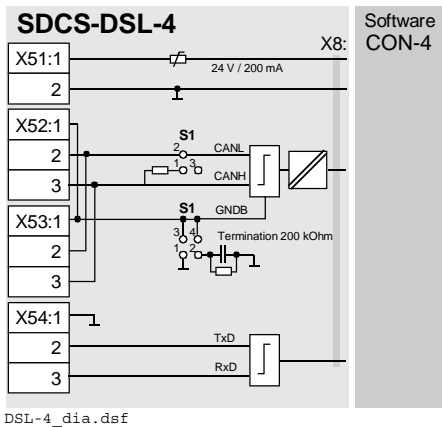 SDCS-DSL-4
Software
CON-4
X8:
X51:1
24 V / 200 mA
2
X52:1
S1
2
2
CANL
1 3
3
CANH
X53:1
S1
GNDB
3 4
Termination 200 kOhm
2
1 2
3
X54:1
2
TxD
3
RxD
DSL-4_dia.dsf